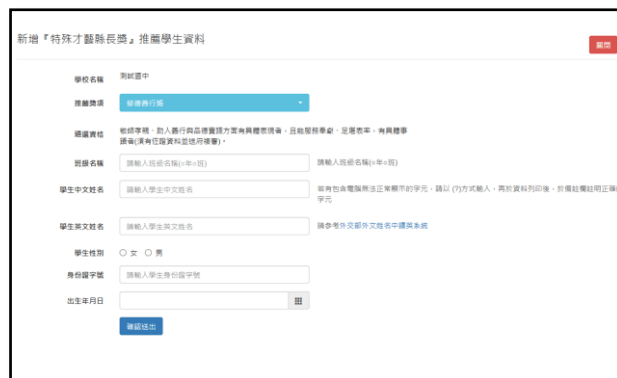 新增『特殊才藝縣長獎』推薦學生資料
關閉
學校名稱 測試國中
推薦獎項 修德善行獎
遴選資格 敬師孝親、助人善行與品德實踐方面有具體表現者，且能服務奉獻，足選表率，有具體事
蹟者(須有佐證資料並送府複審)。
班級名稱 請輸入班級名稱(○年○班) 請輸入班級名稱(○年○班)
學生中文姓名 請輸入學生中文姓名 若有包含電腦無法正常顯示的字元，請以 (?)方式輸入，再於資料列印後，於備註欄註明正確的
字元
學生英文姓名 請輸入學生英文姓名 請參考外交部外文姓名中譯英系統
學生性別 女 男
身份證字號 請輸入學生身份證字號
出生年月日
確認送出